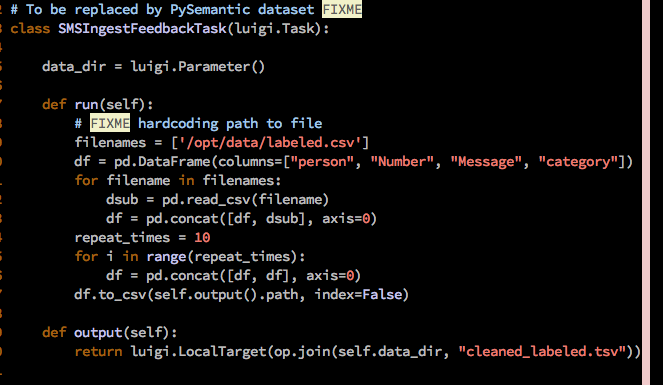 # To be replaced by PySemantic dataset FIXME
class SMSIngestFeedbackTask(luigi.Task):
    data_dir = luigi.Parameter()
    def run(self):
        # FIXME hardcoding path to file
        filenames = ['/opt/data/labeled.csv']
        df = pd.DataFrame(columns=["person", "Number", "Message", "category"])
        for filename in filenames:
            dsub = pd.read_csv(filename)
            df = pd.concat([df, dsub], axis=0)
        repeat_times = 10
        for i in range(repeat_times):
            df = pd.concat([df, df], axis=0)
        df.to_csv(self.output().path, index=False)
    def output(self):
        return luigi.LocalTarget(op.join(self.data_dir, "cleaned_labeled.tsv"))